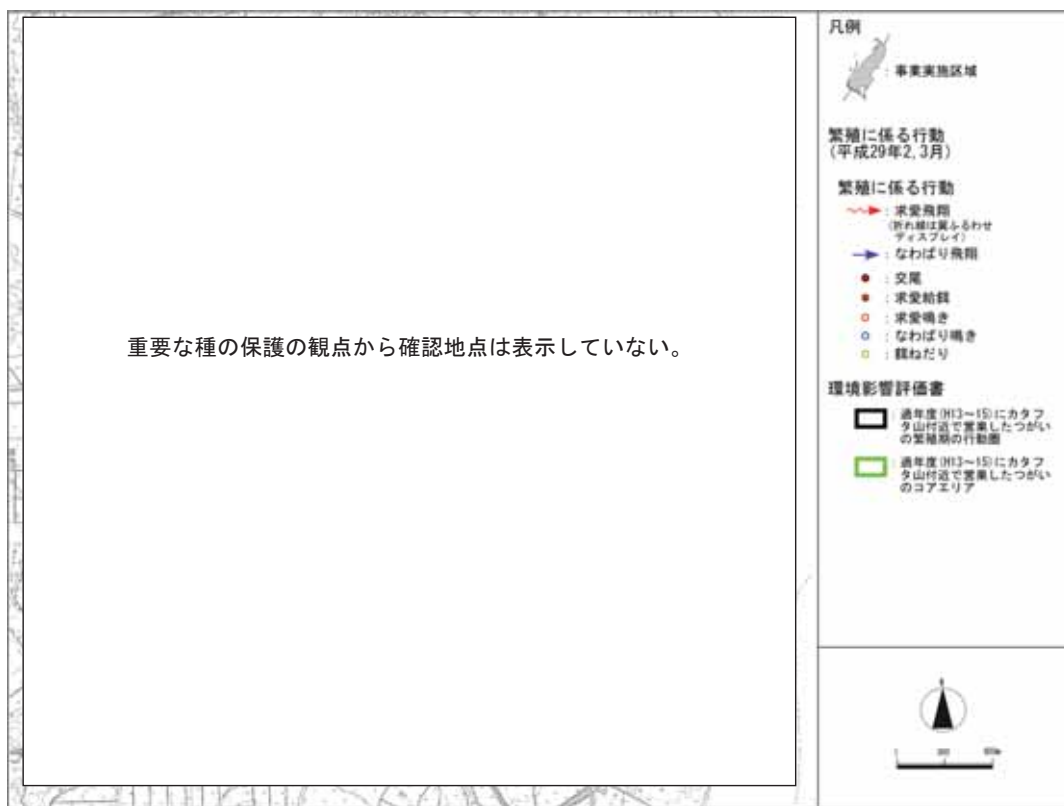 重要な種の保護の観点から確認地点は表示していない。
凡例
: 事業実施区域
繁殖に係る行動
(平成29年2, 3月)
繁殖に係る行動
: 求愛飛翔
(折れ線は翼ふるわせ
ディスプレイ)
: なわばり飛翔
: 交尾
: 求愛給餌
: 求愛鳴き
: なわばり鳴き
: 餌ねだり
環境影響評価書
: 過年度(H13~15)にカタフ
タ山付近で営巣したつがい
の繁殖期の行動圏
: 過年度(H13~15)にカタフ
タ山付近で営巣したつがい
のコアエリア